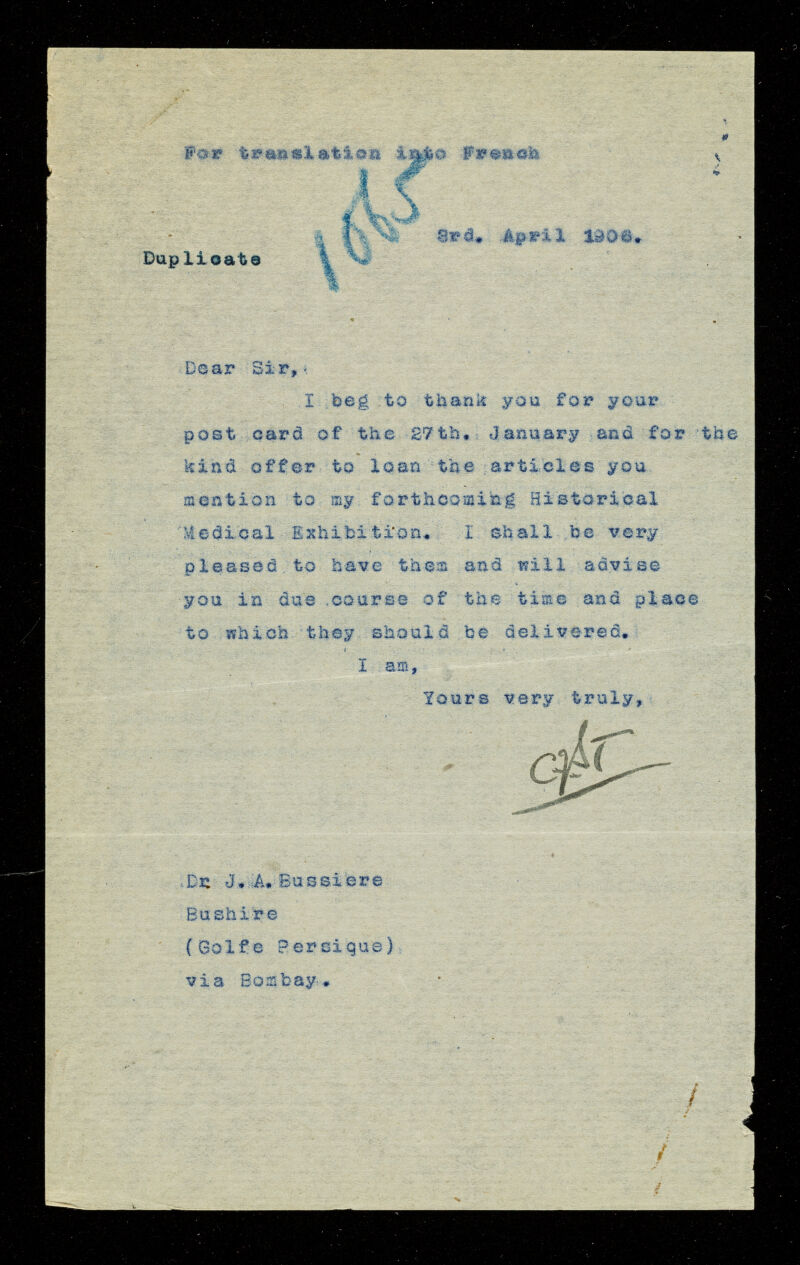 For translation into French
1065
3rd. April 1906.
Duplicate
Dear Sir,
I beg to thank you for your
post card of the 27th. January and for the
kind offer to loan the articles you
mention to my forthcoming Historical
Medical Exhibition. I shall be very
pleased to have them and will advise
you in due course of the time and place
to which they should be delivered.
I am,
Yours very truly,
Dr J. A. Bussiere
Bushire
(Golfe Persique)
via Bombay.